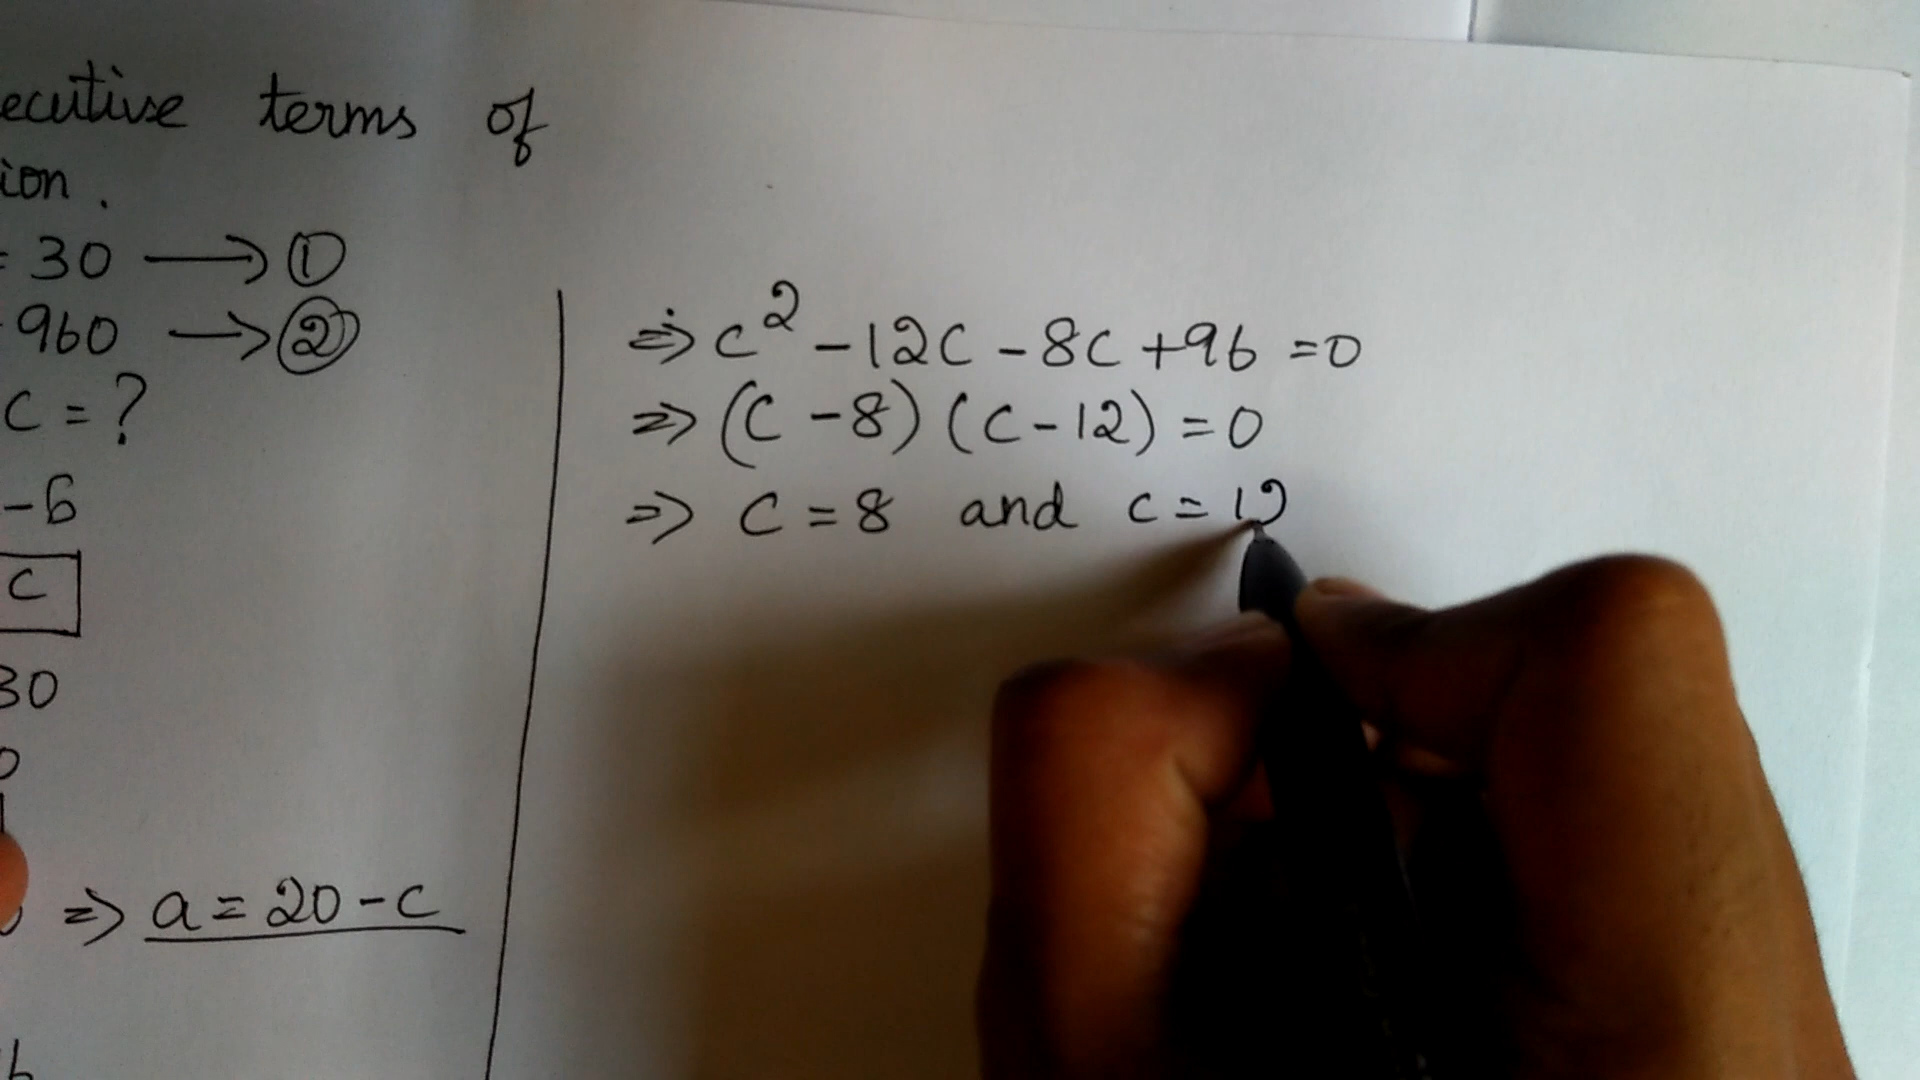 ecutive terms of
ion.
= 30 → ①
960 → ②
C = ?
-6
C
30
0
⇒ a = 20 - c
b
⇒ c² - 12c - 8c + 96 = 0
⇒ (c - 8) (c - 12) = 0
⇒ c = 8 and c = 12